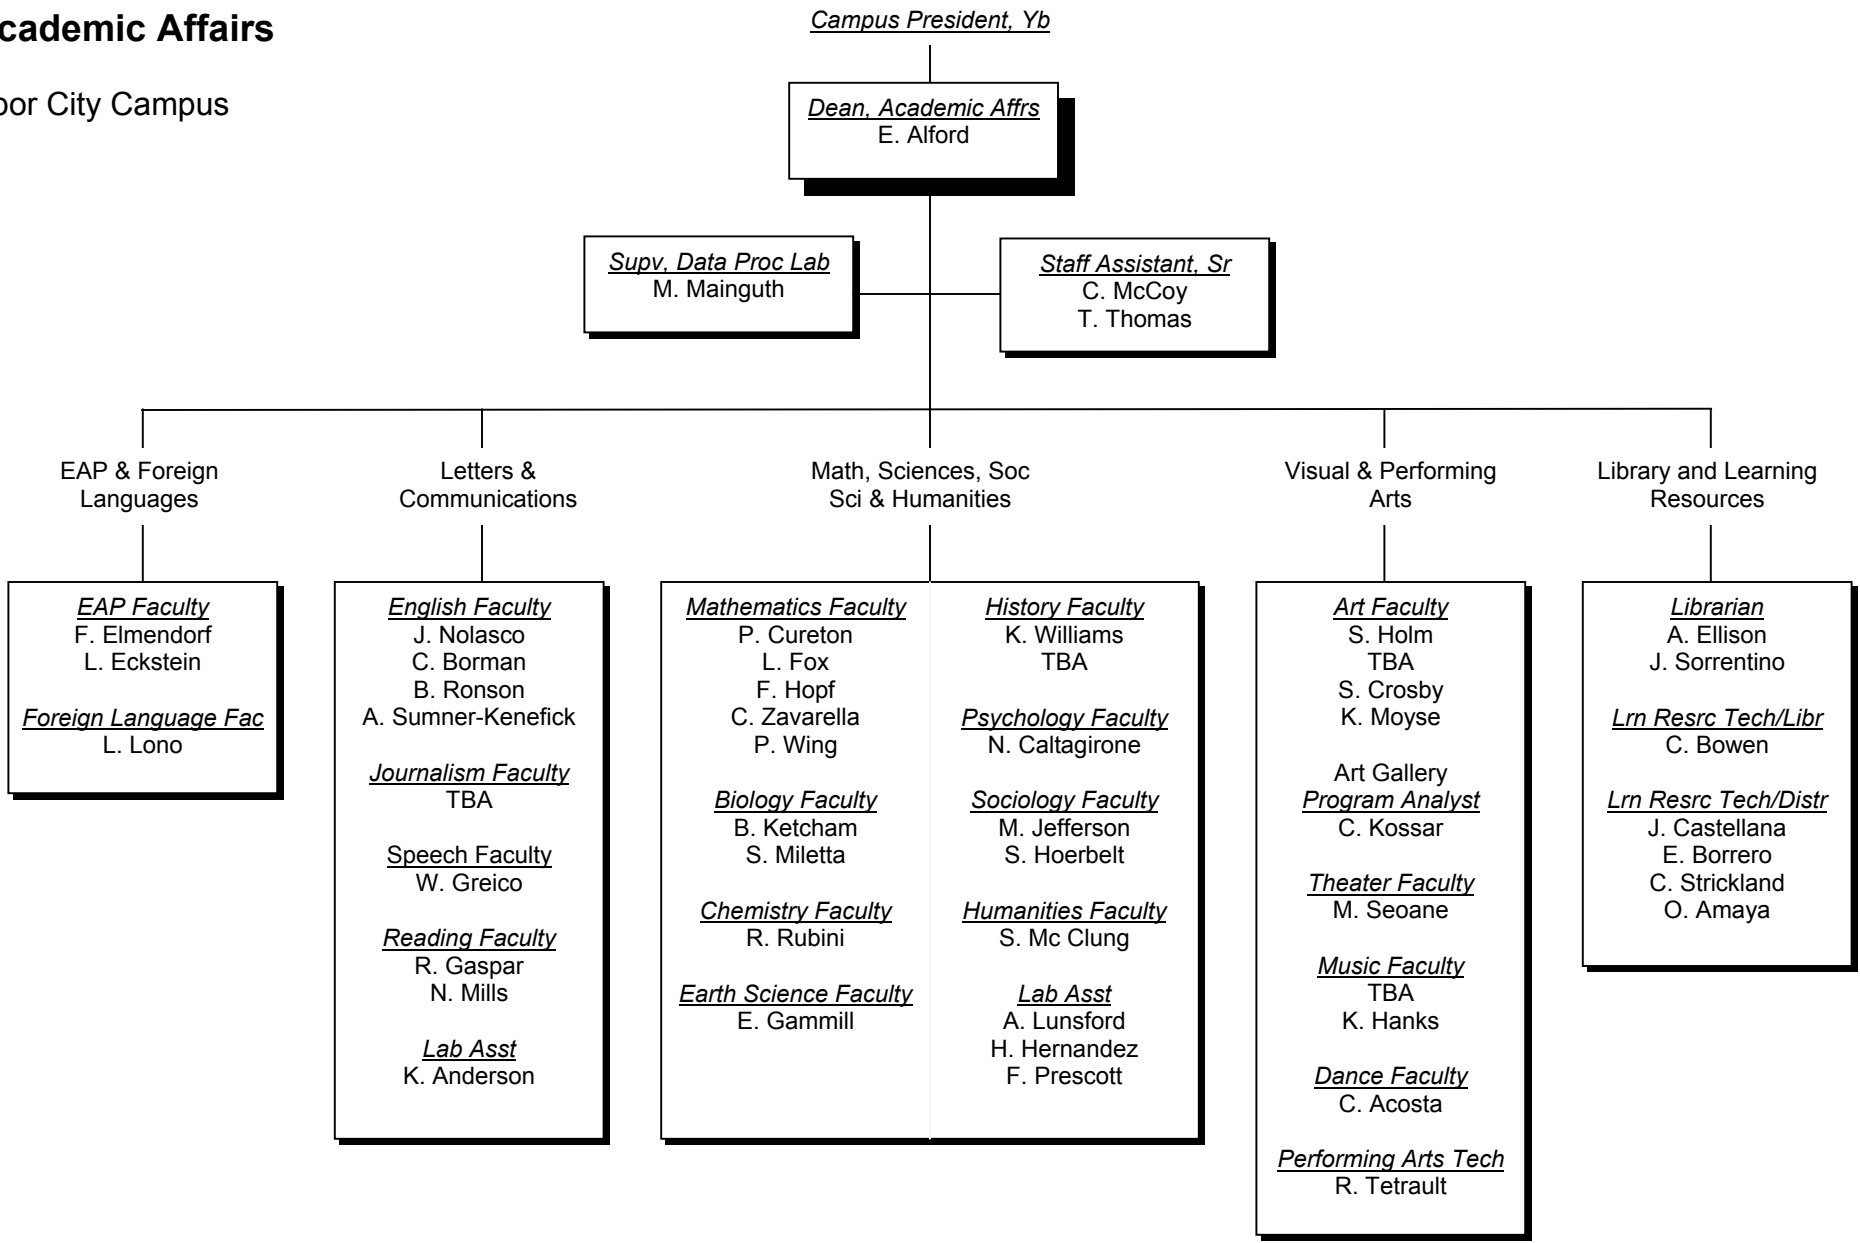 cademic Affairs
oor City Campus
Campus President, Yb
Dean, Academic Affrs
E. Alford
Supv, Data Proc Lab
M. Mainguth
Staff Assistant, Sr
C. McCoy
T. Thomas
EAP & Foreign
Languages
EAP Faculty
F. Elmendorf
L. Eckstein
Foreign Language Fac
L. Lono
Letters &
Communications
English Faculty
J. Nolasco
C. Borman
B. Ronson
A. Sumner-Kenefick
Journalism Faculty
TBA
Speech Faculty
W. Greico
Reading Faculty
R. Gaspar
N. Mills
Lab Asst
K. Anderson
Math, Sciences, Soc
Sci & Humanities
Mathematics Faculty
P. Cureton
L. Fox
F. Hopf
C. Zavarella
P. Wing
Biology Faculty
B. Ketcham
S. Miletta
Chemistry Faculty
R. Rubini
Earth Science Faculty
E. Gammill
History Faculty
K. Williams
TBA
Psychology Faculty
N. Caltagirone
Sociology Faculty
M. Jefferson
S. Hoerbelt
Humanities Faculty
S. Mc Clung
Lab Asst
A. Lunsford
H. Hernandez
F. Prescott
Visual & Performing
Arts
Art Faculty
S. Holm
TBA
S. Crosby
K. Moyse
Art Gallery
Program Analyst
C. Kossar
Theater Faculty
M. Seoane
Music Faculty
TBA
K. Hanks
Dance Faculty
C. Acosta
Performing Arts Tech
R. Tetrault
Library and Learning
Resources
Librarian
A. Ellison
J. Sorrentino
Lrn Resrc Tech/Libr
C. Bowen
Lrn Resrc Tech/Distr
J. Castellana
E. Borrero
C. Strickland
O. Amaya